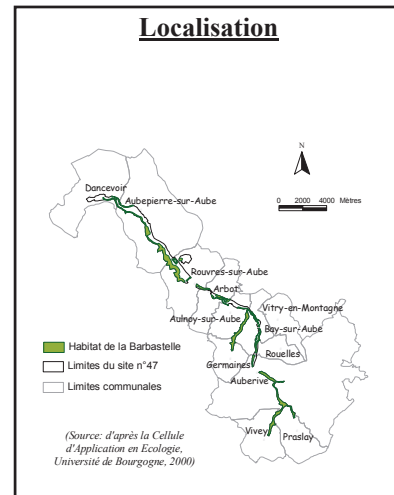 Localisation
N
0 2000 4000 Mètres
Dancevoir
Aubepierre-sur-Aube
Rouvres-sur-Aube
Arbot
Aulnoy-sur-Aube
Vitry-en-Montagne
Bay-sur-Aube
Rouelles
Germaines
Auberive
Vivey
Praslay
Habitat de la Barbastelle
Limites du site n°47
Limites communales
(Source: d'après la Cellule
d'Application en Ecologie,
Université de Bourgogne, 2000)